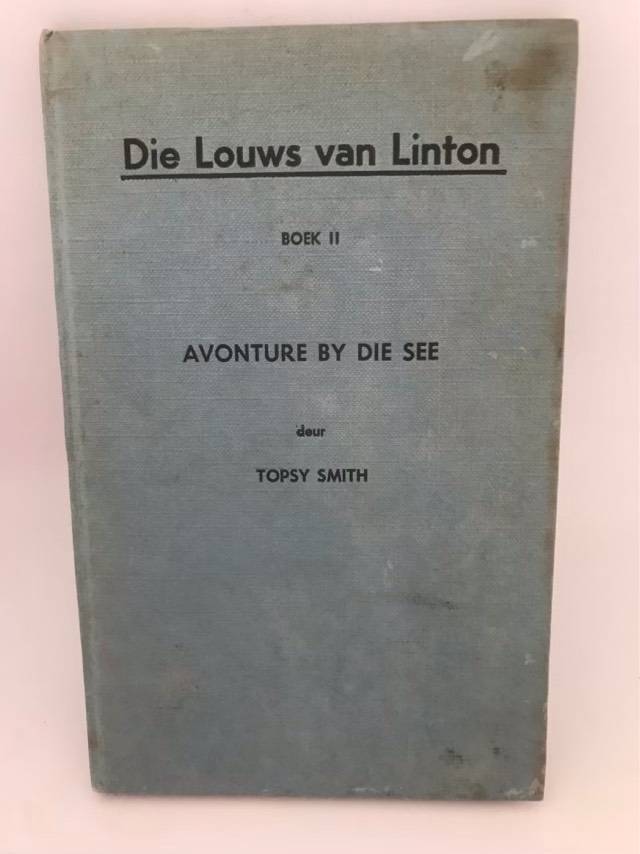 Die Louws van Linton
BOEK II
AVONTURE BY DIE SEE
deur
TOPSY SMITH